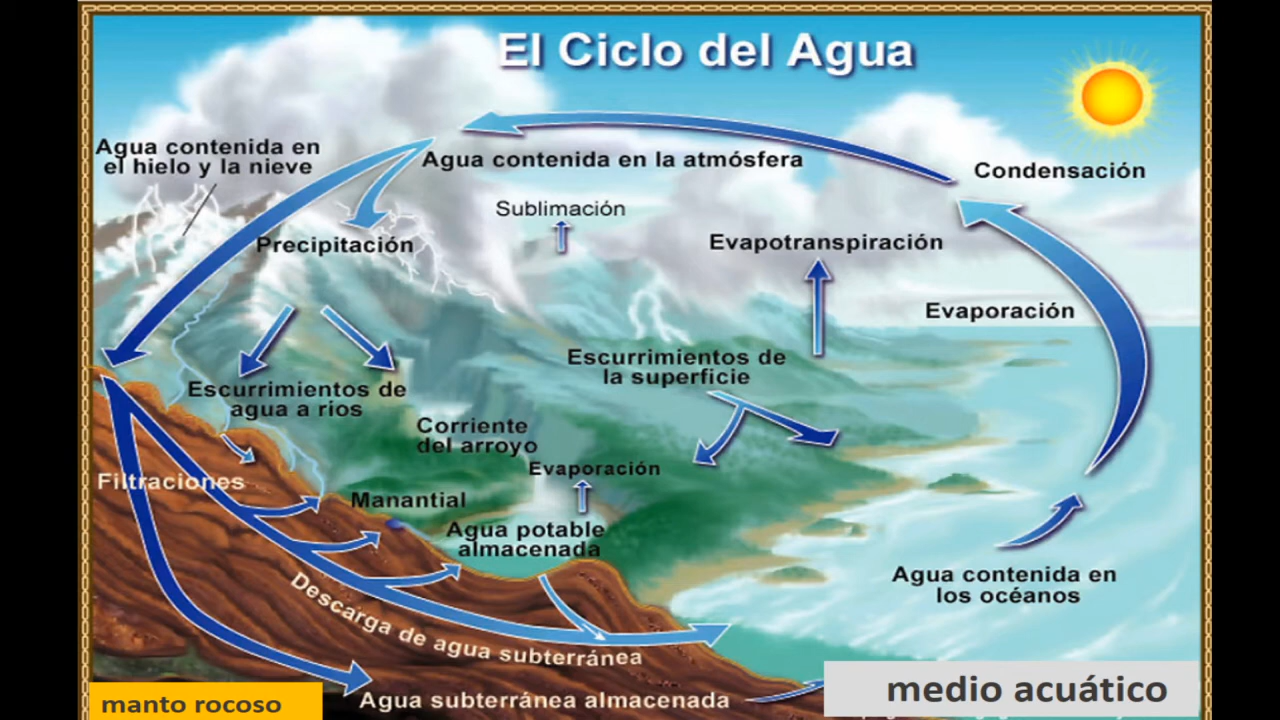 El Ciclo del Agua
Agua contenida en
el hielo y la nieve
Agua contenida en la atmósfera
Condensación
Sublimación
Precipitación
Evapotranspiración
Evaporación
Escurrimientos de
la superficie
Escurrimientos de
agua a rios
Corriente
del arroyo
Evaporación
Filtraciones
Manantial
Agua potable
almacenada
Agua contenida en
los océanos
Descarga de agua subterránea
Agua subterránea almacenada
medio acuático
manto rocoso